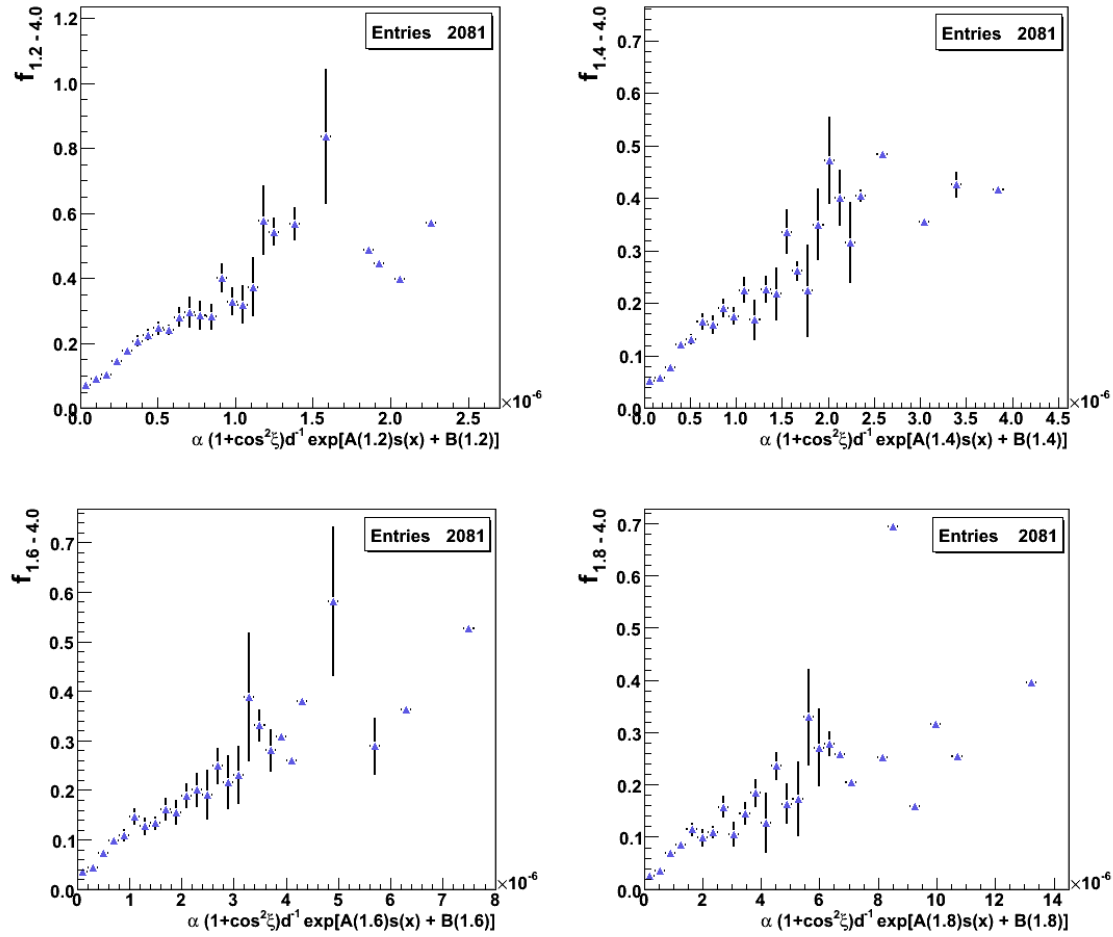 f1.2 - 4.0
Entries 2081
1.2
1.0
0.8
0.6
0.4
0.2
0.0
0.0 0.5 1.0 1.5 2.0 2.5 ×10-6
α (1+cos²ξ)d-1 exp[A(1.2)s(x) + B(1.2)]
f1.4 - 4.0
Entries 2081
0.7
0.6
0.5
0.4
0.3
0.2
0.1
0.0
0.0 0.5 1.0 1.5 2.0 2.5 3.0 3.5 4.0 4.5 ×10-6
α (1+cos²ξ)d-1 exp[A(1.4)s(x) + B(1.4)]
f1.6 - 4.0
Entries 2081
0.7
0.6
0.5
0.4
0.3
0.2
0.1
0.0
0 1 2 3 4 5 6 7 8 ×10-6
α (1+cos²ξ)d-1 exp[A(1.6)s(x) + B(1.6)]
f1.8 - 4.0
Entries 2081
0.7
0.6
0.5
0.4
0.3
0.2
0.1
0.0
0 2 4 6 8 10 12 14 ×10-6
α (1+cos²ξ)d-1 exp[A(1.8)s(x) + B(1.8)]